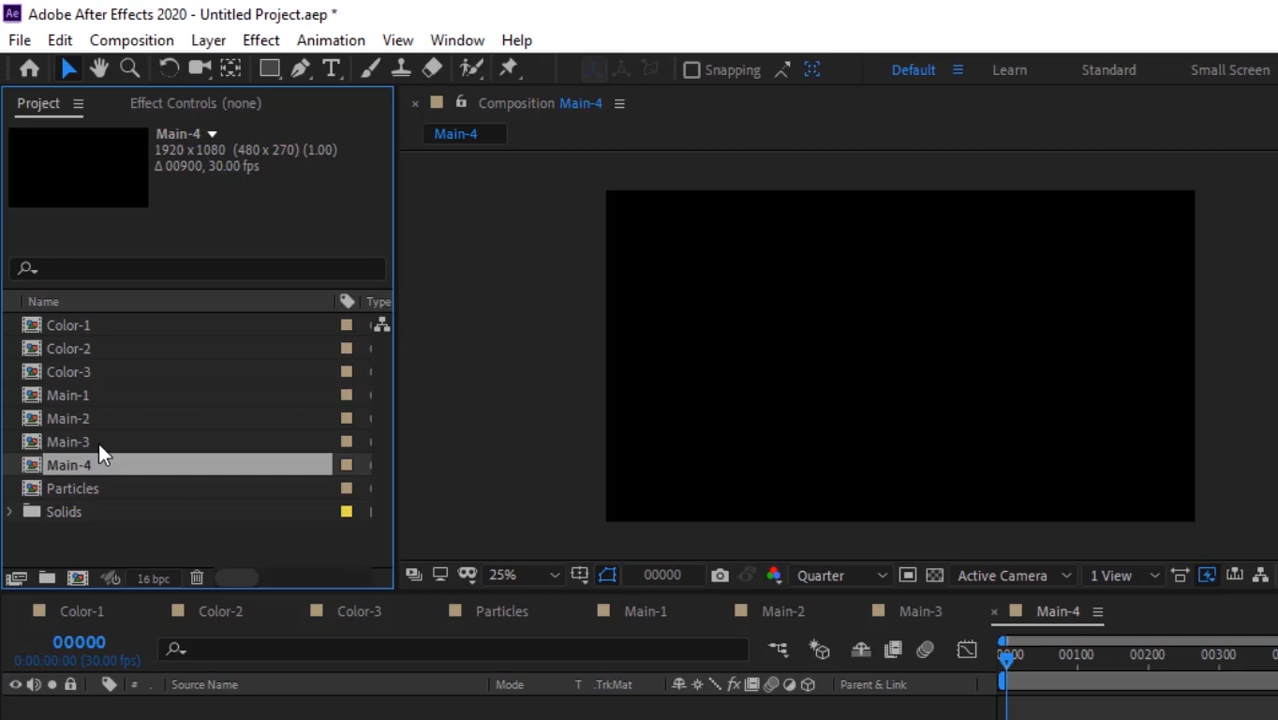 Ae Adobe After Effects 2020 - Untitled Project.aep *
File Edit Composition Layer Effect Animation View Window Help
T Snapping Default Learn Standard Small Screen
Project Effect Controls (none) × Composition Main-4
Main-4
Main-4
1920 x 1080 (480 x 270) (1.00)
Δ 00900, 30.00 fps
Name Type
Color-1
Color-2
Color-3
Main-1
Main-2
Main-3
Main-4
Particles
Solids
16 bpc 25% 00000 Quarter Active Camera 1 View
Color-1 Color-2 Color-3 Particles Main-1 Main-2 Main-3 × Main-4
00000
0:00:00:00 (30.00 fps)
0000 00100 00200 00300
# . Source Name Mode T .TrkMat fx Parent & Link